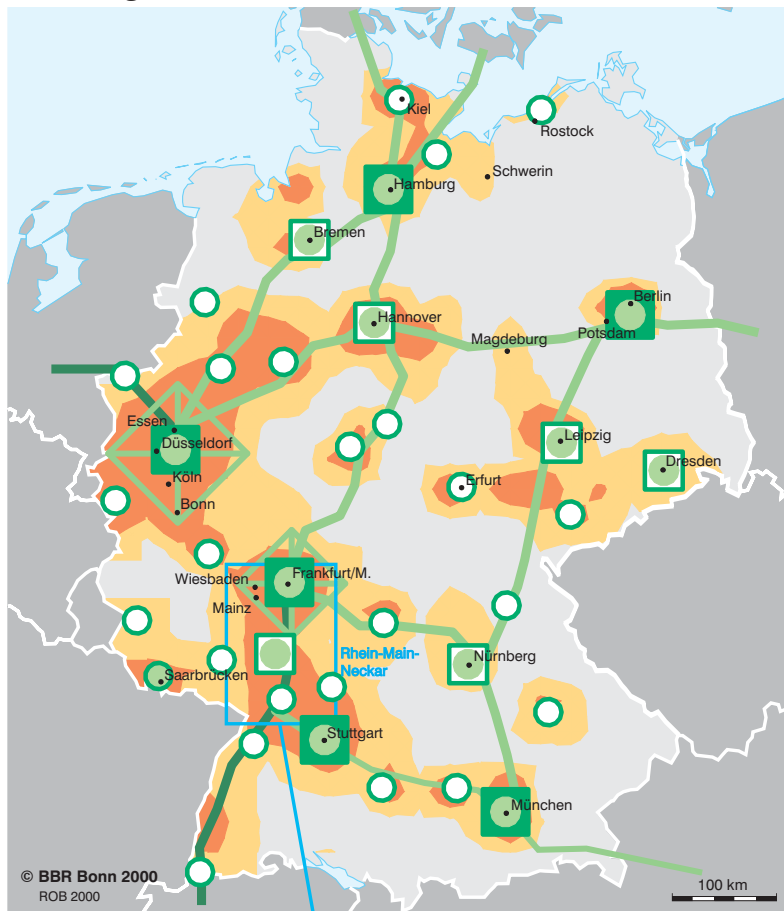 Kiel
Rostock
Schwerin
Hamburg
Bremen
Berlin
Hannover
Potsdam
Magdeburg
Essen
Düsseldorf
Leipzig
Dresden
Köln
Erfurt
Bonn
Frankfurt/M.
Wiesbaden
Mainz
Rhein-Main-
Neckar
Nürnberg
Saarbrücken
Stuttgart
München
© BBR Bonn 2000
ROB 2000
100 km